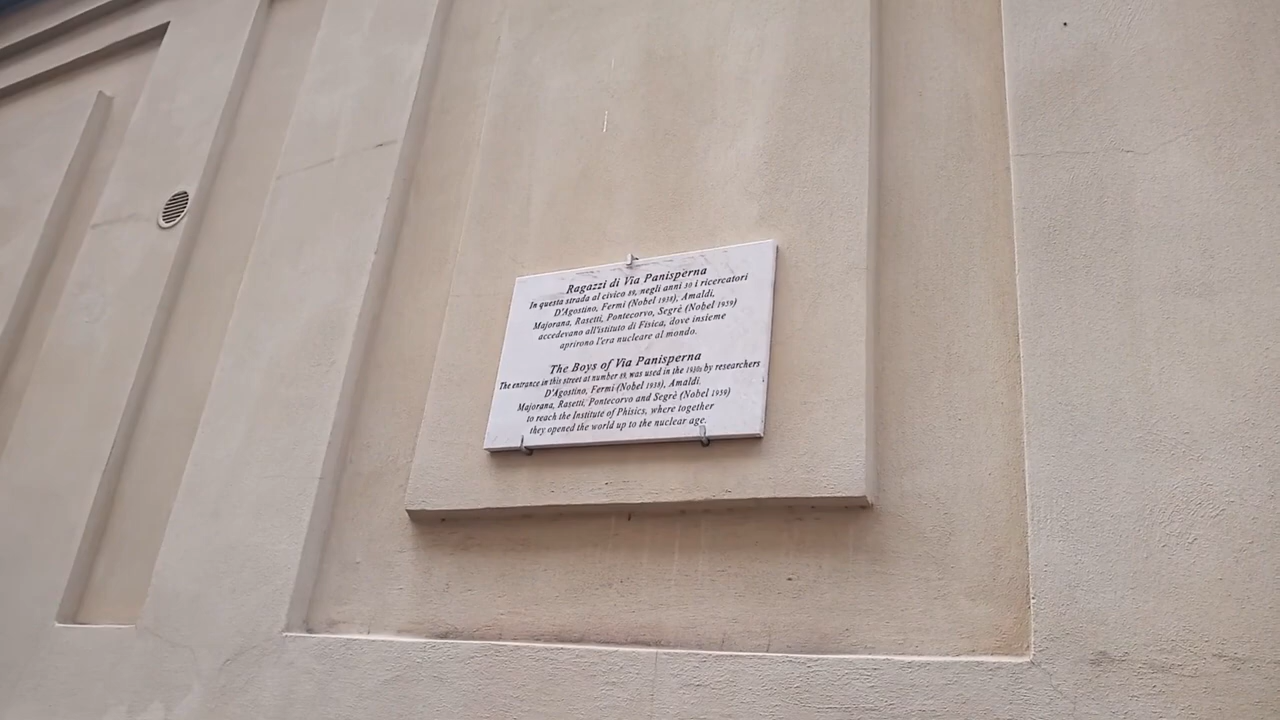 Ragazzi di Via Panisperna
In questa strada al civico 89, negli anni 30 i ricercatori
D'Agostino, Fermi (Nobel 1938), Amaldi,
Majorana, Rasetti, Pontecorvo, Segrè (Nobel 1959)
accedevano all'istituto di Fisica, dove insieme
aprirono l'era nucleare al mondo.
The Boys of Via Panisperna
The entrance in this street at number 89, was used in the 1930s by researchers
D'Agostino, Fermi (Nobel 1938), Amaldi.
Majorana, Rasetti, Pontecorvo and Segrè (Nobel 1959)
to reach the Institute of Phisics, where together
they opened the world up to the nuclear age.